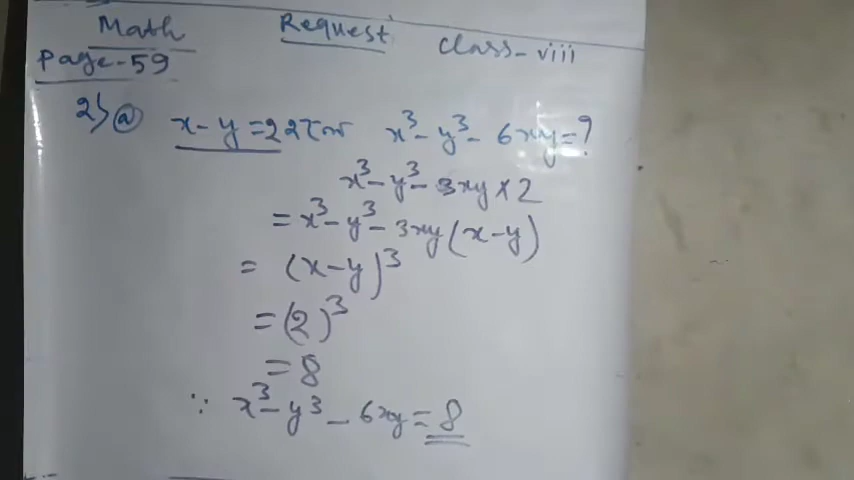 Math Request Class-viii
Page-59
2) ⓐ x-y=2 হলে x³-y³-6xy=?
x³-y³-3xy×2
=x³-y³-3xy(x-y)
= (x-y)³
=(2)³
=8
∵ x³-y³-6xy=8